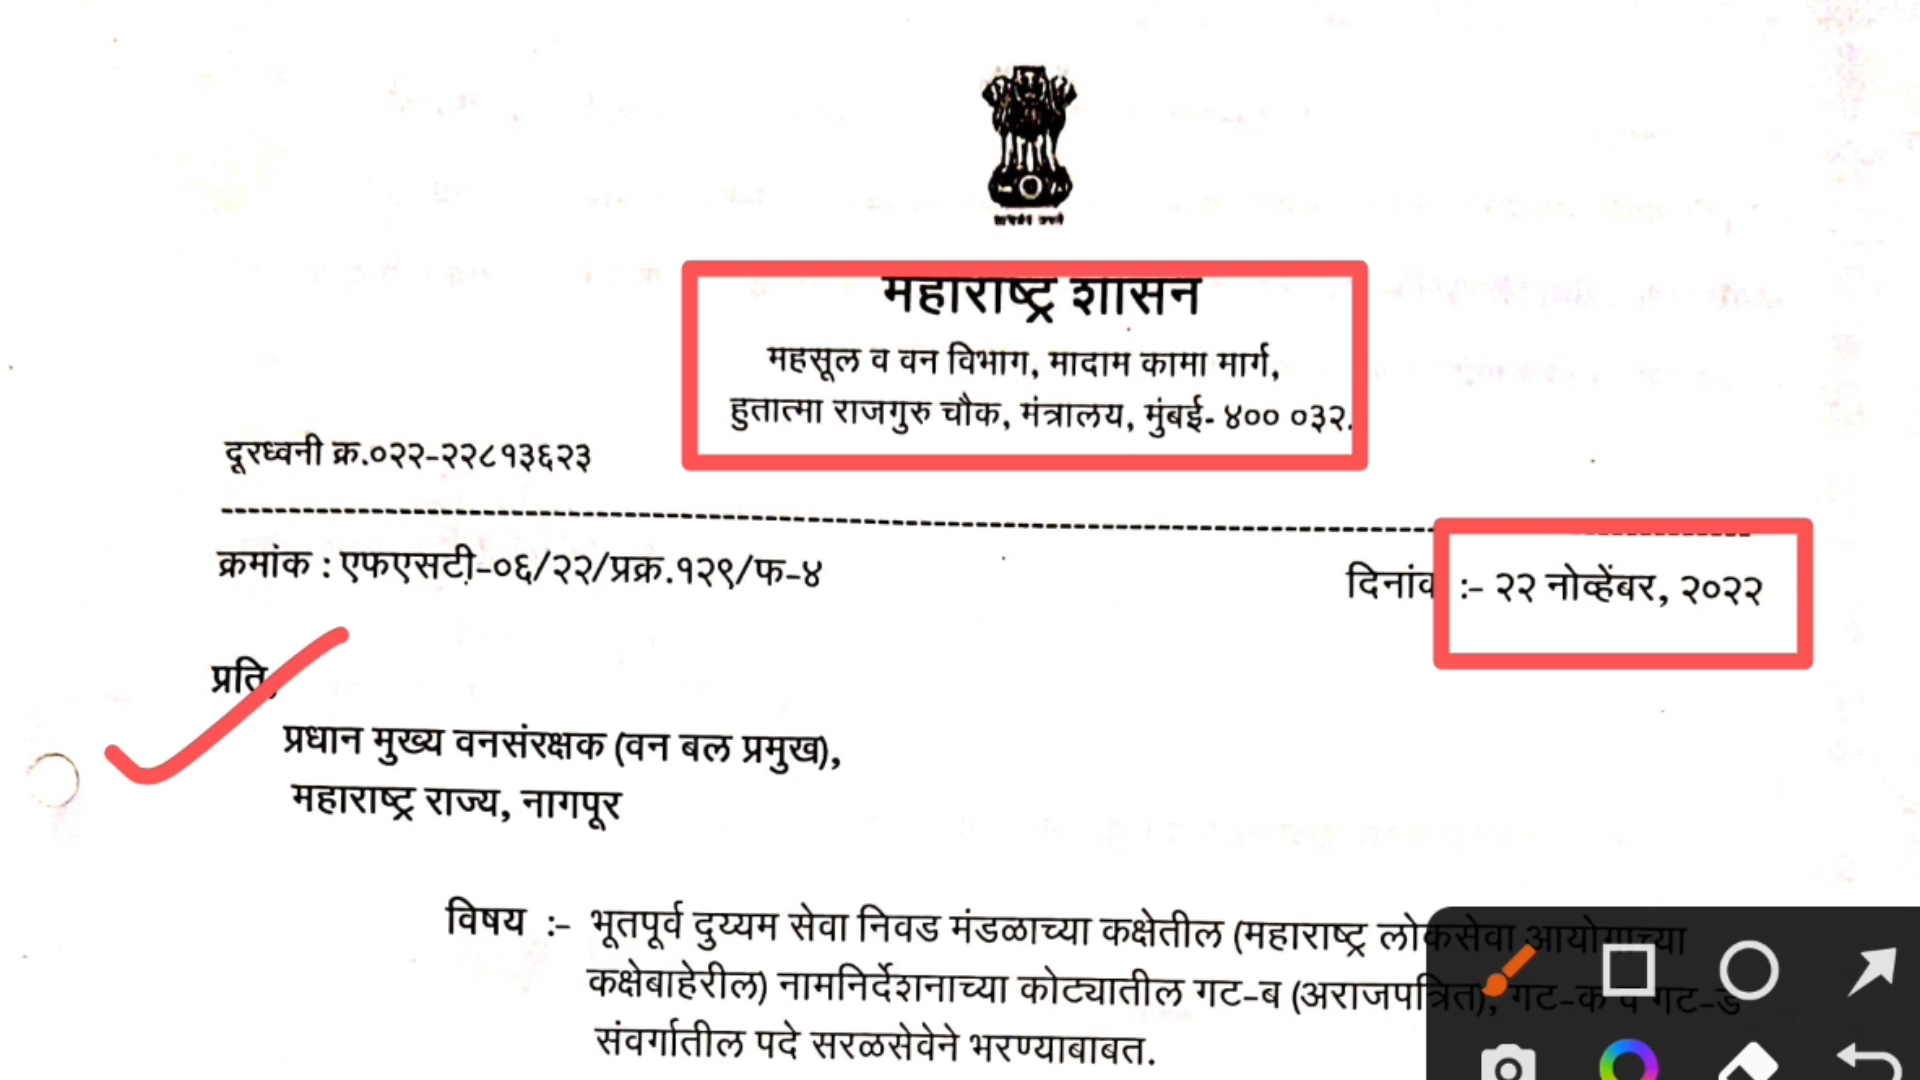 महाराष्ट्र शासन
महसूल व वन विभाग, मादाम कामा मार्ग,
हुतात्मा राजगुरु चौक, मंत्रालय, मुंबई- ४०० ०३२.
दूरध्वनी क्र.०२२-२२८१३६२३
क्रमांक : एफएसटी-०६/२२/प्रक्र.१२९/फ-४ दिनांक :- २२ नोव्हेंबर, २०२२
प्रति,
प्रधान मुख्य वनसंरक्षक (वन बल प्रमुख),
महाराष्ट्र राज्य, नागपूर
विषय :- भूतपूर्व दुय्यम सेवा निवड मंडळाच्या कक्षेतील (महाराष्ट्र लोकसेवा आयोगाच्या
कक्षेबाहेरील) नामनिर्देशनाच्या कोट्यातील गट-ब (अराजपत्रित), गट-क व गट-ड
संवर्गातील पदे सरळसेवेने भरण्याबाबत.